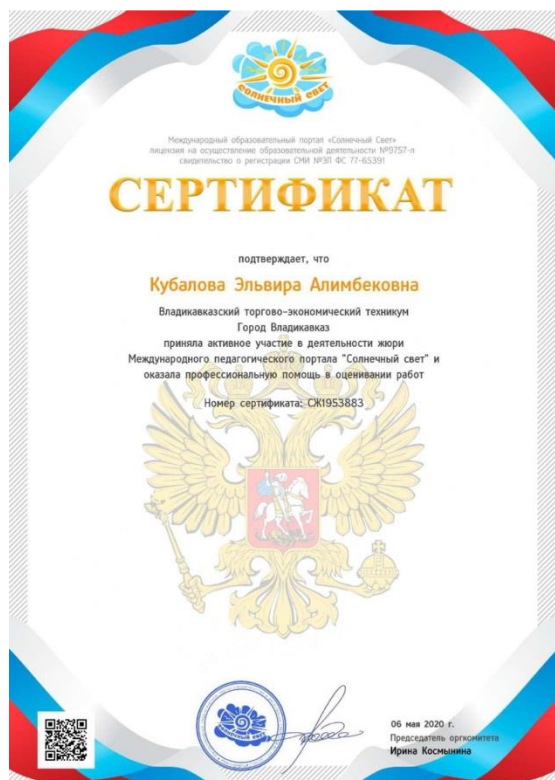 СОЛНЕЧНЫЙ СВЕТ
Международный образовательный портал «Солнечный Свет»
лицензия на осуществление образовательной деятельности №9757-л
свидетельство о регистрации СМИ №ЭЛ ФС 77-65391
СЕРТИФИКАТ
подтверждает, что
Кубалова Эльвира Алимбековна
Владикавказский торгово-экономический техникум
Город Владикавказ
приняла активное участие в деятельности жюри
Международного педагогического портала "Солнечный свет" и
оказала профессиональную помощь в оценивании работ
Номер сертификата: СЖ1953883
06 мая 2020 г.
Председатель оргкомитета
Ирина Космынина